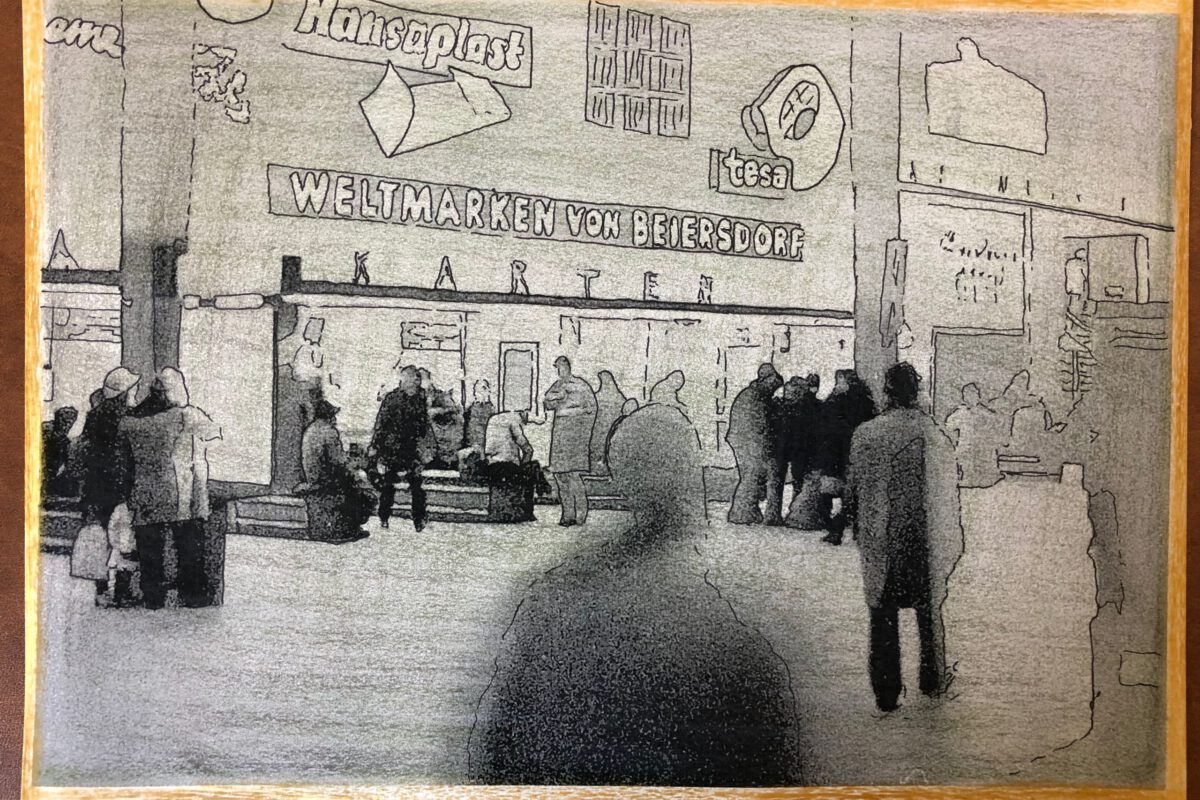 Hansaplast
tesa
WELTMARKEN VON BEIERSDORF
KARTEN